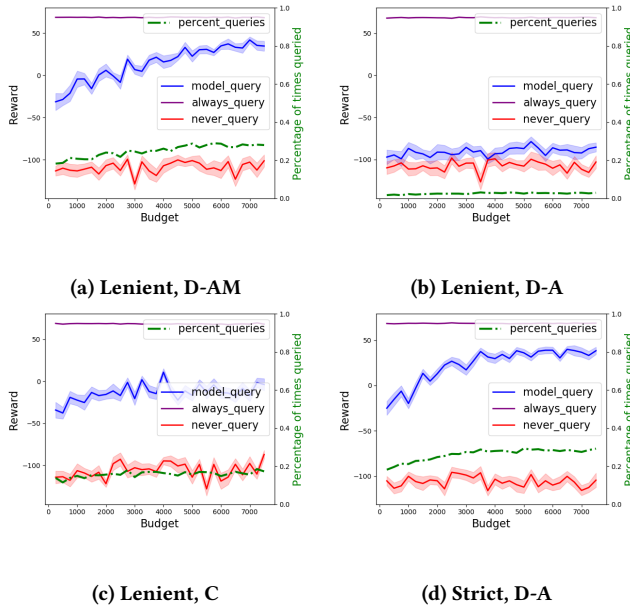 1.0
50
0.8
0
0.6
−50
0.4
−100
0.2
0.0
0 1000 2000 3000 4000 5000 6000 7000
Budget
Reward
Percentage of times queried
percent_queries
model_query
always_query
never_query
(a) Lenient, D-AM
1.0
50
0.8
0
0.6
−50
0.4
−100
0.2
0.0
0 1000 2000 3000 4000 5000 6000 7000
Budget
Reward
Percentage of times queried
percent_queries
model_query
always_query
never_query
(b) Lenient, D-A
1.0
50
0.8
0
0.6
−50
0.4
−100
0.2
0.0
0 1000 2000 3000 4000 5000 6000 7000
Budget
Reward
Percentage of times queried
percent_queries
model_query
always_query
never_query
(c) Lenient, C
1.0
50
0.8
0
0.6
−50
0.4
−100
0.2
0.0
0 1000 2000 3000 4000 5000 6000 7000
Budget
Reward
Percentage of times queried
percent_queries
model_query
always_query
never_query
(d) Strict, D-A